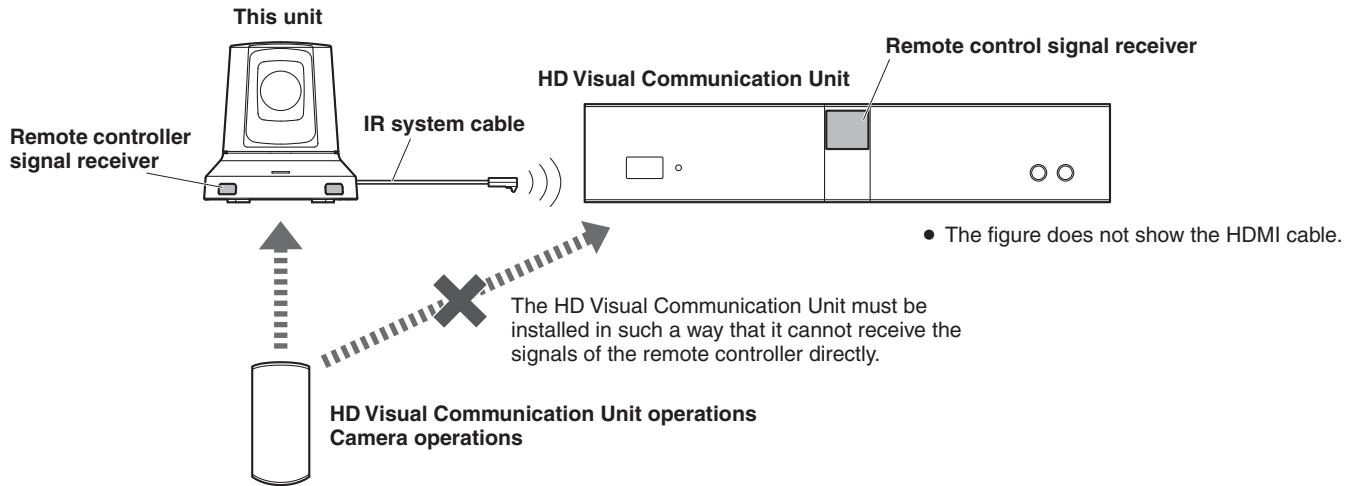 This unit
Remote control signal receiver
HD Visual Communication Unit
IR system cable
Remote controller
signal receiver
● The figure does not show the HDMI cable.
The HD Visual Communication Unit must be
installed in such a way that it cannot receive the
signals of the remote controller directly.
HD Visual Communication Unit operations
Camera operations